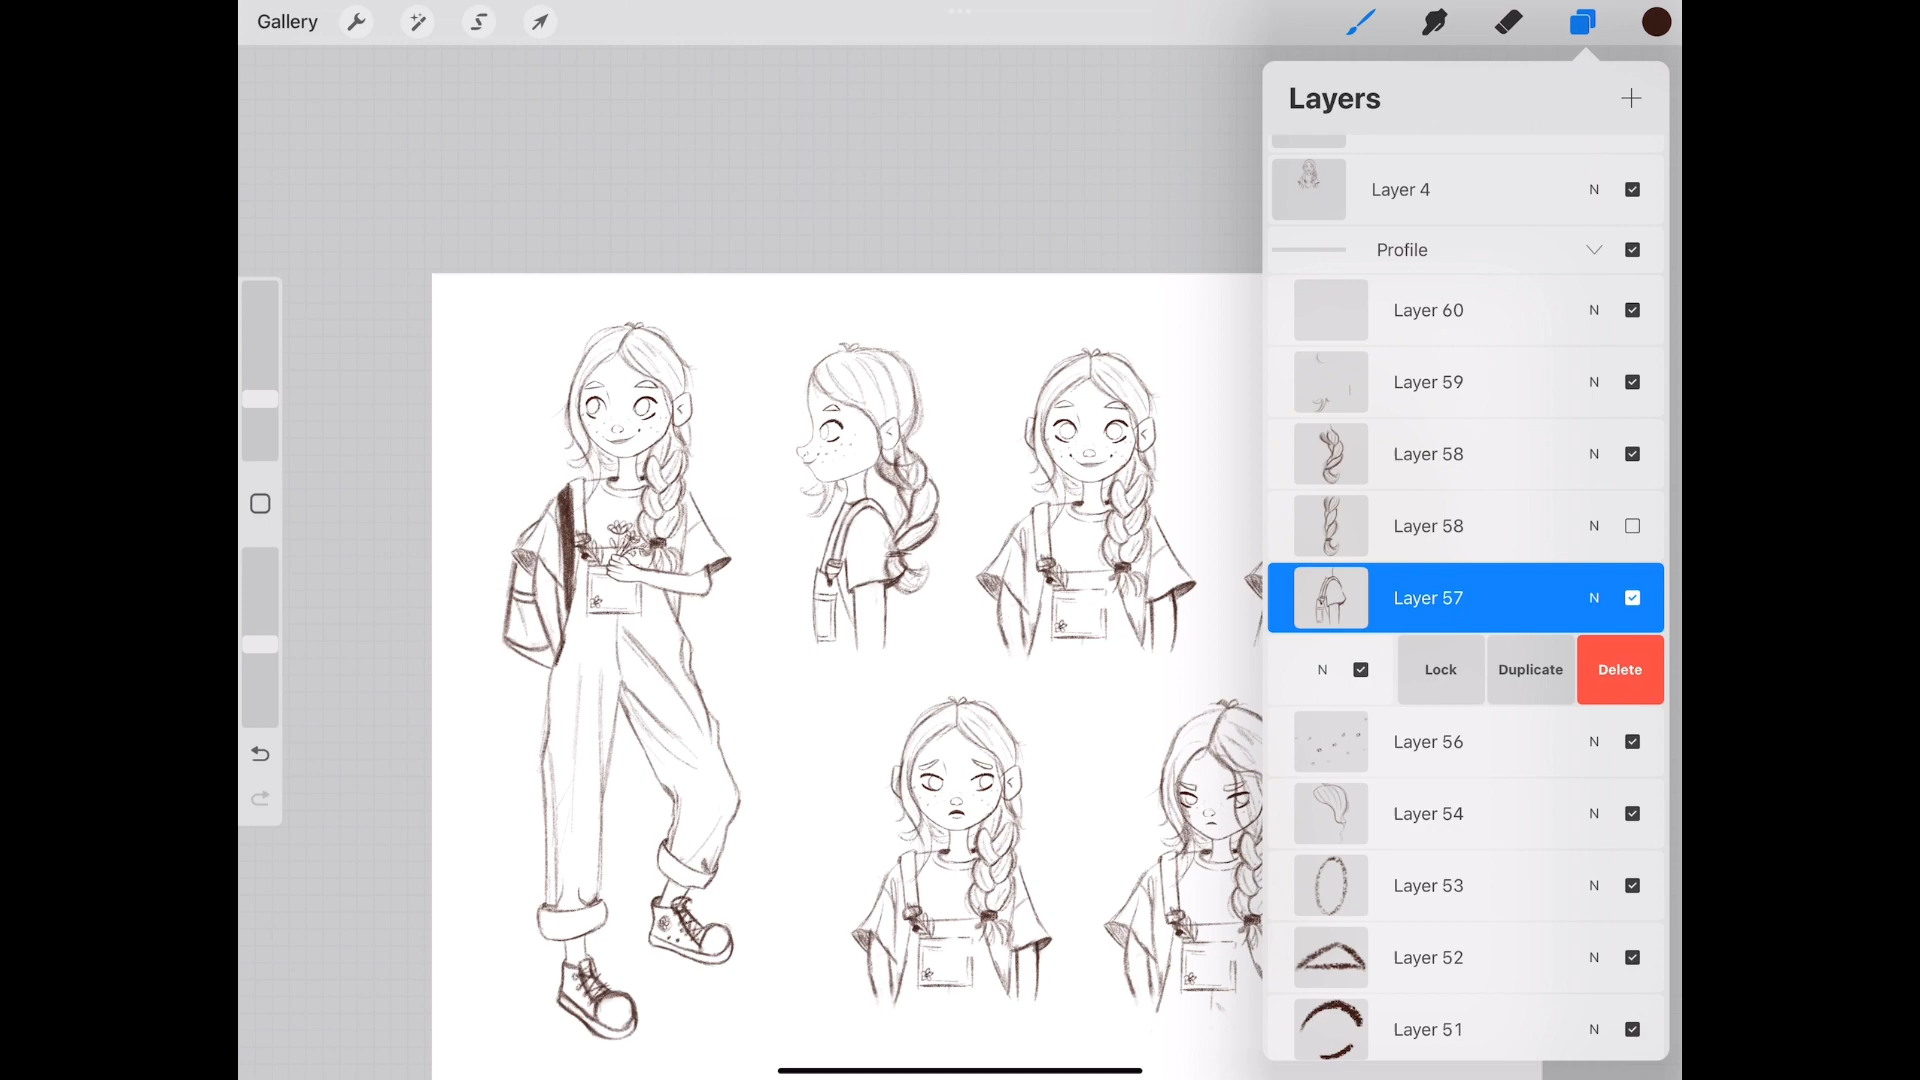 Gallery
Layers
Layer 4 N
Profile
Layer 60 N
Layer 59 N
Layer 58 N
Layer 58 N
Layer 57 N
N Lock Duplicate Delete
Layer 56 N
Layer 54 N
Layer 53 N
Layer 52 N
Layer 51 N